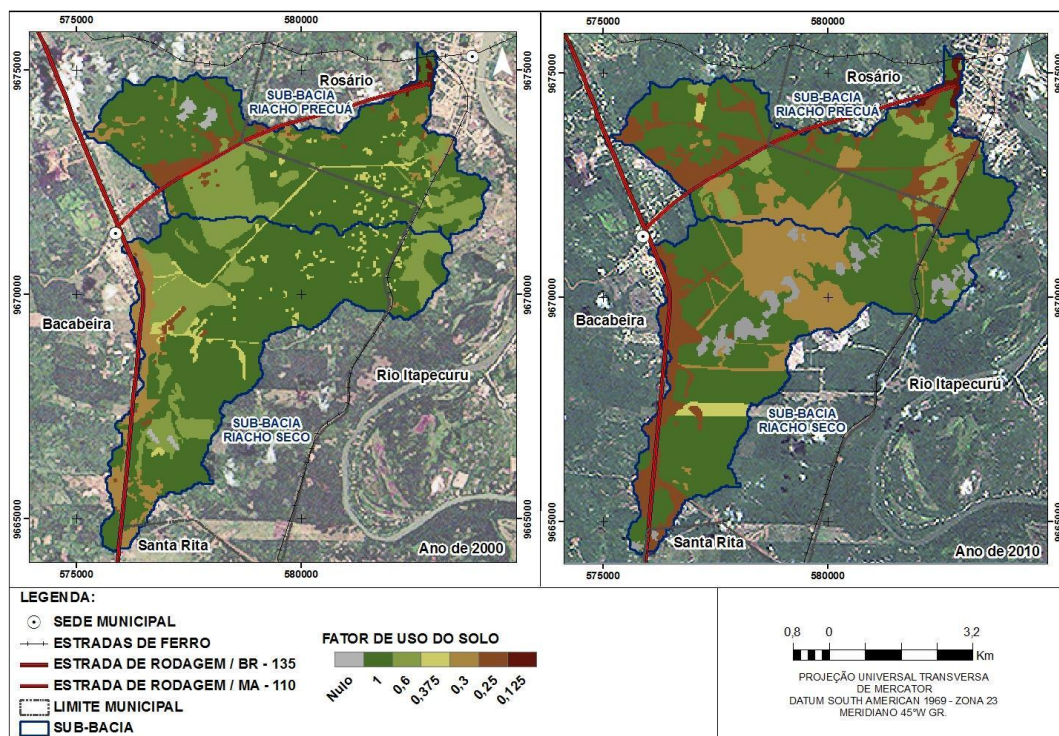 575000
580000
575000
580000
9675000
9675000
9675000
Rosário
SUB-BACIA
RIACHO PRECUÁ
Rosário
SUB-BACIA
RIACHO PRECUÁ
9670000
9670000
9670000
Bacabeira
Rio Itapecuru
SUB-BACIA
RIACHO SECO
Bacabeira
Rio Itapecurú
SUB-BACIA
RIACHO SECO
9665000
9665000
9665000
Santa Rita
Ano de 2000
Santa Rita
Ano de 2010
575000
580000
575000
580000
LEGENDA:
SEDE MUNICIPAL
ESTRADAS DE FERRO
ESTRADA DE RODAGEM / BR - 135
ESTRADA DE RODAGEM / MA - 110
LIMITE MUNICIPAL
SUB-BACIA
FATOR DE USO DO SOLO
Nulo
1
0,6
0,375
0,3
0,25
0,125
0,8
0
3,2
Km
PROJEÇÃO UNIVERSAL TRANSVERSA
DE MERCATOR
DATUM SOUTH AMERICAN 1969 - ZONA 23
MERIDIANO 45°W GR.